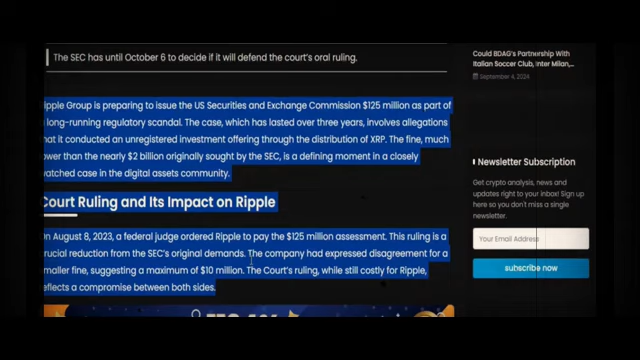 The SEC has until October 6 to decide if it will defend the court's oral ruling.
ipple Group is preparing to issue the US Securities and Exchange Commission $125 million as part of
long-running regulatory scandal. The case, which has lasted over three years, involves allegations
hat it conducted an unregistered investment offering through the distribution of XRP. The fine, much
ower than the nearly $2 billion originally sought by the SEC, is a defining moment in a closely
atched case in the digital assets community.
Court Ruling and Its Impact on Ripple
On August 8, 2023, a federal judge ordered Ripple to pay the $125 million assessment. This ruling is a
rucial reduction from the SEC's original demands. The company had expressed disagreement for a
maller fine, suggesting a maximum of $10 million. The Court's ruling, while still costly for Ripple,
eflects a compromise between both sides.
Could BDAG's Partnership With
Italian Soccer Club, Inter Milan,...
September 4, 2024
Newsletter Subscription
Get crypto analysis, news and
updates right to your inbox! Sign up
here so you don't miss a single
newsletter.
Your Email Address
subscribe now